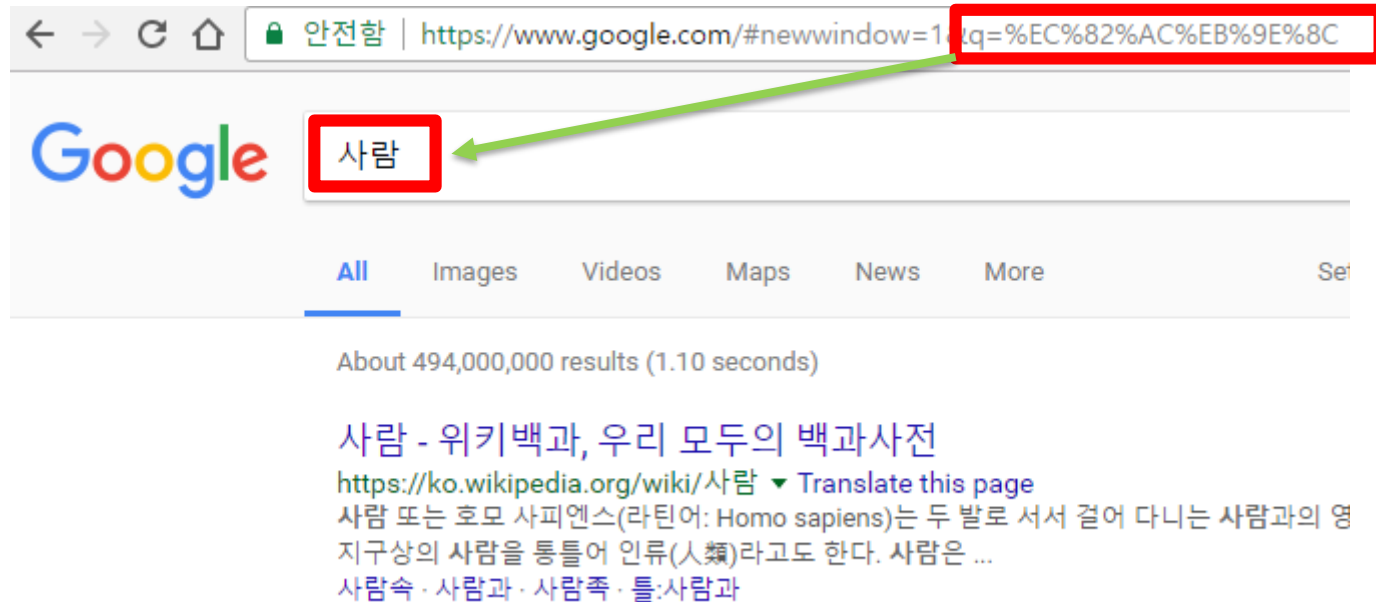 안전함 | https://www.google.com/#newwindow=1&q=%EC%82%AC%EB%9E%8C
Google 사람
All Images Videos Maps News More
About 494,000,000 results (1.10 seconds)
사람 - 위키백과, 우리 모두의 백과사전
https://ko.wikipedia.org/wiki/사람 ▼ Translate this page
사람 또는 호모 사피엔스(라틴어: Homo sapiens)는 두 발로 서서 걸어 다니는 사람과의 영
지구상의 사람을 통틀어 인류(人類)라고도 한다. 사람은 ...
사람속 · 사람과 · 사람족 · 틀:사람과